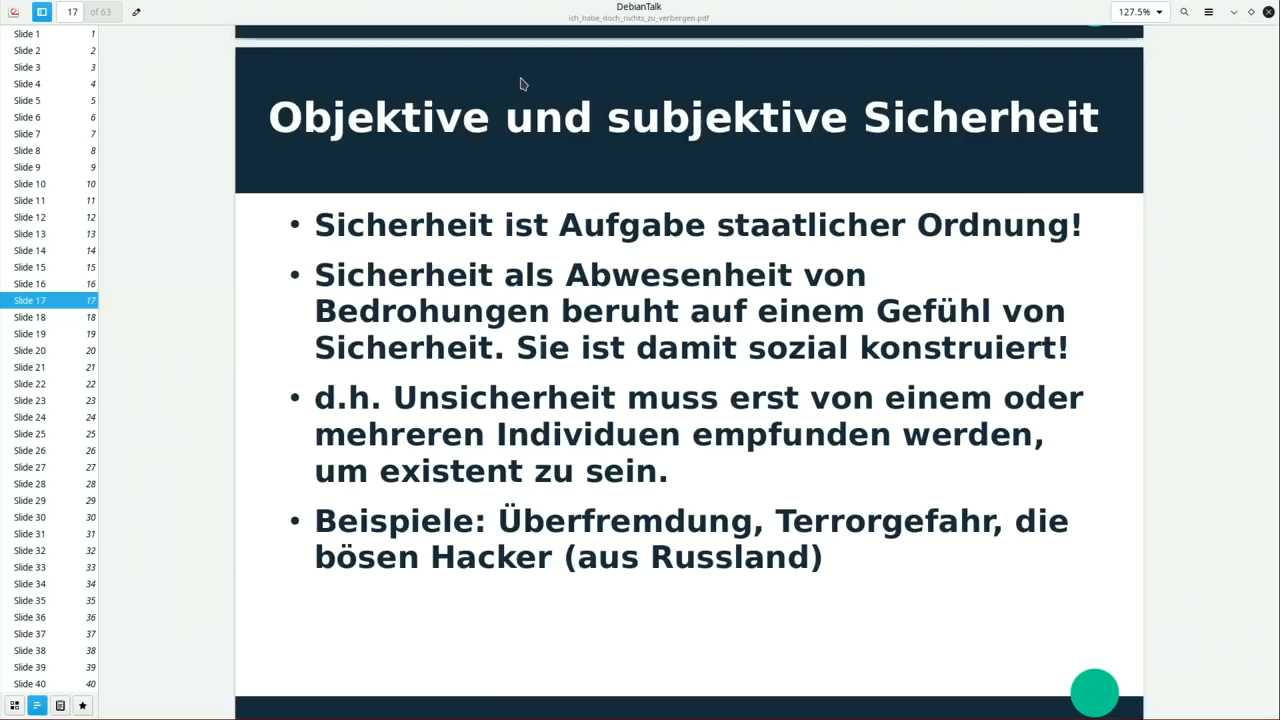 DebianTalk
ich_habe_doch_nichts_zu_verbergen.pdf
17 of 63
127.5%
Slide 1 1
Slide 2 2
Slide 3 3
Slide 4 4
Slide 5 5
Slide 6 6
Slide 7 7
Slide 8 8
Slide 9 9
Slide 10 10
Slide 11 11
Slide 12 12
Slide 13 13
Slide 14 14
Slide 15 15
Slide 16 16
Slide 17 17
Slide 18 18
Slide 19 19
Slide 20 20
Slide 21 21
Slide 22 22
Slide 23 23
Slide 24 24
Slide 25 25
Slide 26 26
Slide 27 27
Slide 28 28
Slide 29 29
Slide 30 30
Slide 31 31
Slide 32 32
Slide 33 33
Slide 34 34
Slide 35 35
Slide 36 36
Slide 37 37
Slide 38 38
Slide 39 39
Slide 40 40
Objektive und subjektive Sicherheit
• Sicherheit ist Aufgabe staatlicher Ordnung!
• Sicherheit als Abwesenheit von
Bedrohungen beruht auf einem Gefühl von
Sicherheit. Sie ist damit sozial konstruiert!
• d.h. Unsicherheit muss erst von einem oder
mehreren Individuen empfunden werden,
um existent zu sein.
• Beispiele: Überfremdung, Terrorgefahr, die
bösen Hacker (aus Russland)